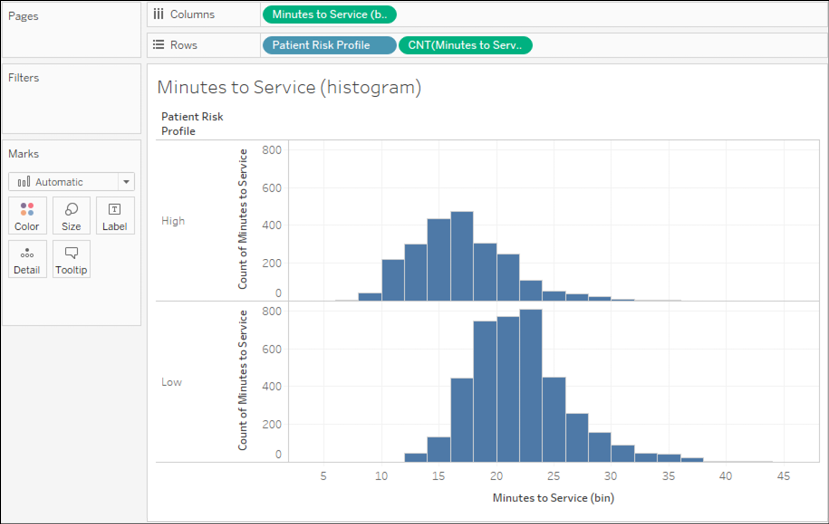 Pages
Columns
Minutes to Service (b..
Rows
Patient Risk Profile
CNT(Minutes to Serv..
Filters
Marks
Automatic
Color
Size
Label
Detail
Tooltip
Minutes to Service (histogram)
Patient Risk
Profile
High
Count of Minutes to Service
800
600
400
200
0
Low
Count of Minutes to Service
800
600
400
200
0
5 10 15 20 25 30 35 40 45
Minutes to Service (bin)